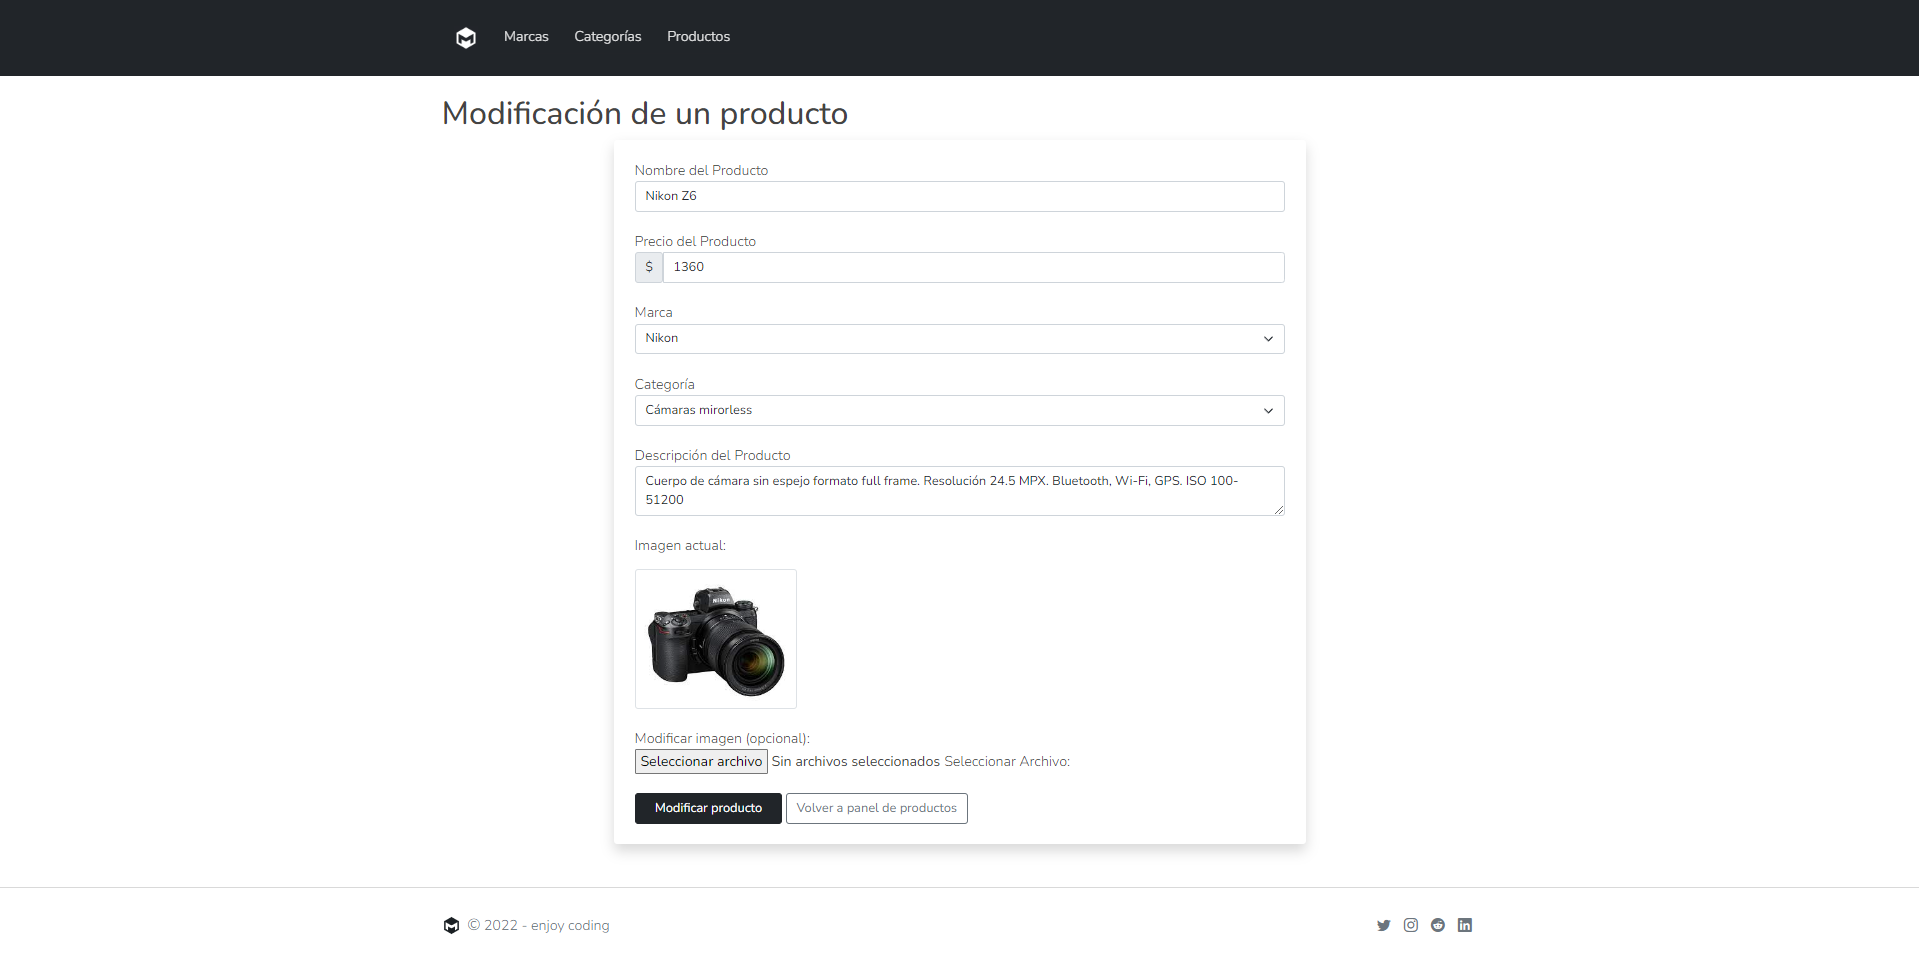 Marcas Categorías Productos
Modificación de un producto
Nombre del Producto
Nikon Z6
Precio del Producto
$ 1360
Marca
Nikon
Categoría
Cámaras mirorless
Descripción del Producto
Cuerpo de cámara sin espejo formato full frame. Resolución 24.5 MPX. Bluetooth, Wi-Fi, GPS. ISO 100-
51200
Imagen actual:
Nikon
Modificar imagen (opcional):
Seleccionar archivo Sin archivos seleccionados Seleccionar Archivo:
Modificar producto Volver a panel de productos
© 2022 - enjoy coding